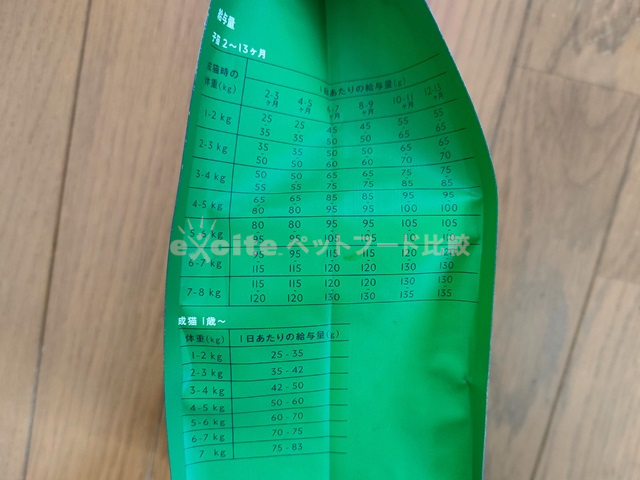 給与量
子猫 2～13ヶ月
成猫時の体重(kg) 1日あたりの給与量(g)
2-3ヶ月 4-5ヶ月 6-7ヶ月 8-9ヶ月 10-11ヶ月 12-13ヶ月
1-2 kg 25-35 25-35 45-50 45-50 55-65 55-65
2-3 kg 35-50 35-50 50-60 50-60 65-70 65-70
3-4 kg 50-55 50-55 65-75 65-75 75-85 75-85
4-5 kg 65-80 65-80 85-95 85-95 95-100 95-100
5-6 kg 80-95 80-95 95-105 95-105 105 105
excite. ペットフード比較
6-7 kg 95-115 95-115 120 120 120-130 120-130
7-8 kg 115-120 115-120 120-130 120-130 130-135 130-135
成猫 1歳～
体重(kg) 1日あたりの給与量(g)
1-2 kg 25 - 35
2-3 kg 35 - 42
3-4 kg 42 - 50
4-5 kg 50 - 60
5-6 kg 60 - 70
6-7 kg 70 - 75
7 kg 75 - 83